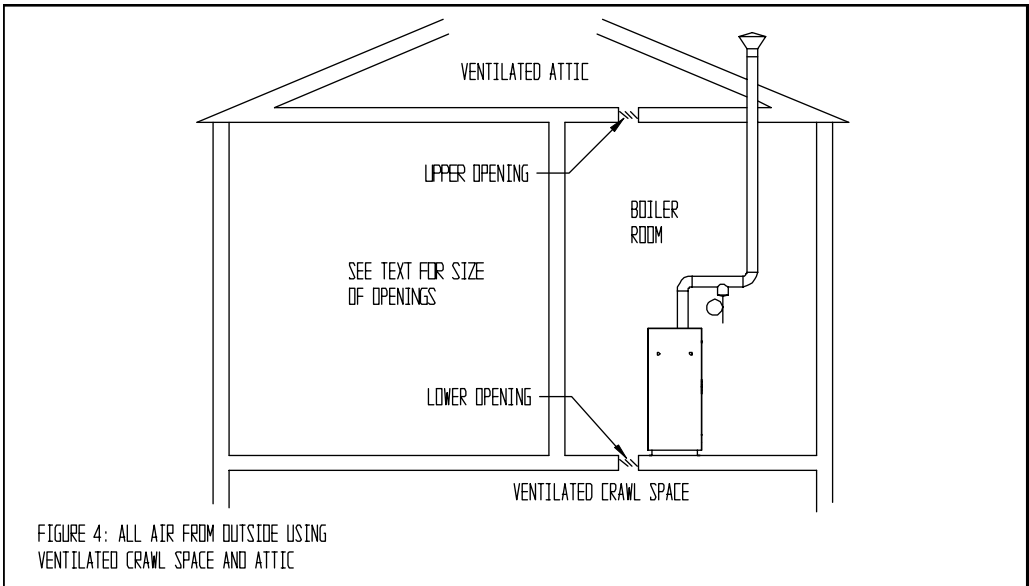 VENTILATED ATTIC
UPPER OPENING
BOILER
ROOM
SEE TEXT FOR SIZE
OF OPENINGS
LOWER OPENING
VENTILATED CRAWL SPACE
FIGURE 4: ALL AIR FROM OUTSIDE USING
VENTILATED CRAWL SPACE AND ATTIC